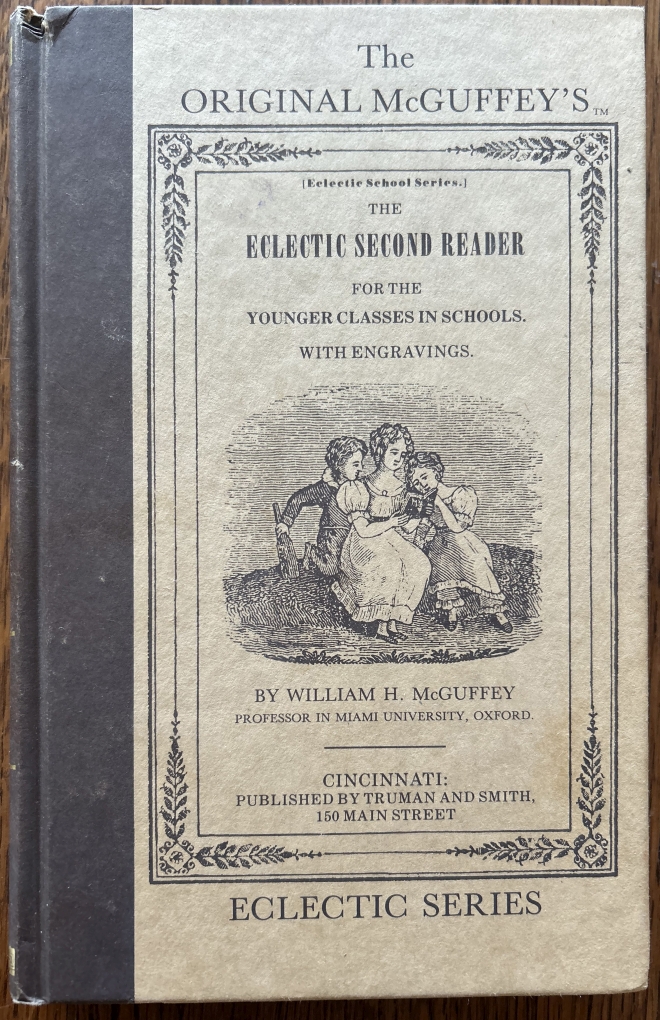 The
ORIGINAL McGUFFEY'S TM
[Eclectic School Series.]
THE
ECLECTIC SECOND READER
FOR THE
YOUNGER CLASSES IN SCHOOLS.
WITH ENGRAVINGS.
BY WILLIAM H. McGUFFEY
PROFESSOR IN MIAMI UNIVERSITY, OXFORD.
CINCINNATI:
PUBLISHED BY TRUMAN AND SMITH,
150 MAIN STREET
ECLECTIC SERIES